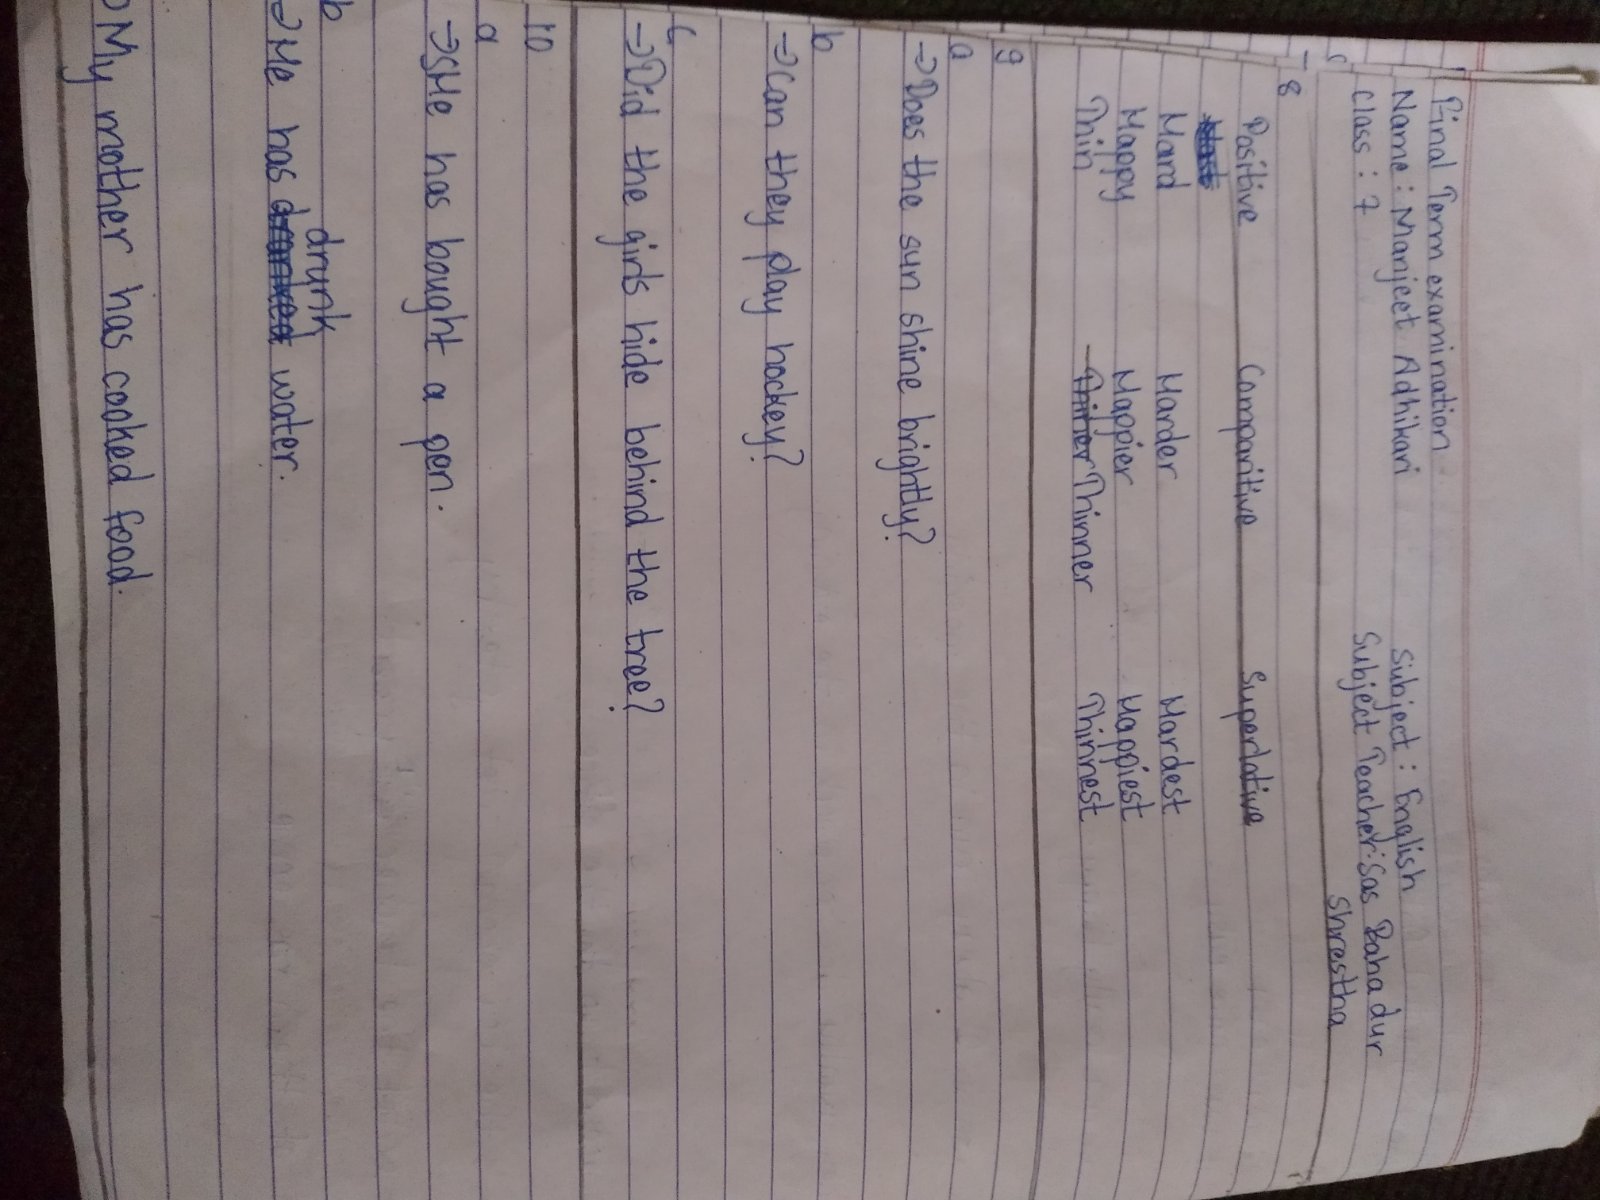 Final Term examination
Name : Manjeet Adhikari Subject : English
Class : 7 Subject Teacher: Sas Bahadur
Shrestha
8
Positive Comparitive Superlative
Hard Harder Hardest
Happy Happier Happiest
Thin Thiner Thinner Thinnest
9
a
→ Does the sun shine brightly?
b
→ Can they play hockey?
c
→ Did the girls hide behind the tree?
10
a
→ SHe has bought a pen.
b
drunk
→ He has water.
My mother has cooked food.